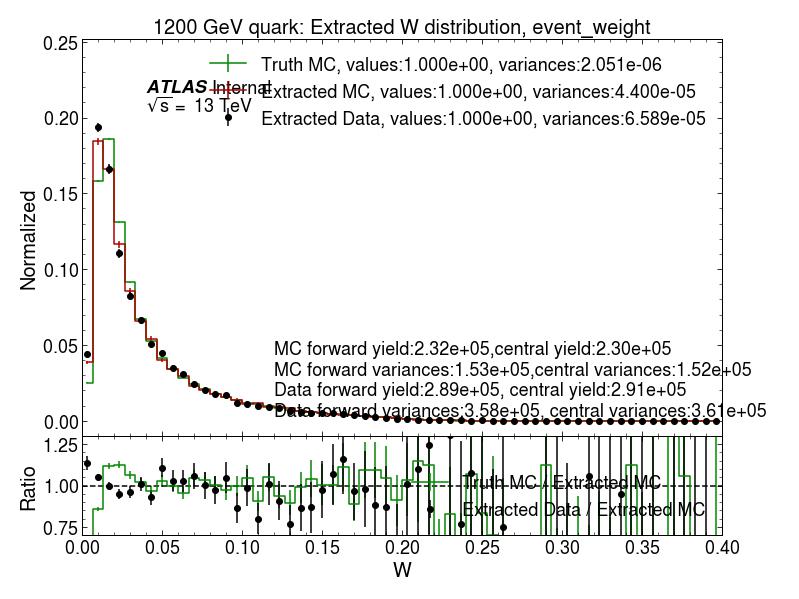 1200 GeV quark: Extracted W distribution, event_weight
Truth MC, values:1.000e+00, variances:2.051e-06
ATLAS Internal
Extracted MC, values:1.000e+00, variances:4.400e-05
√s = 13 TeV
Extracted Data, values:1.000e+00, variances:6.589e-05
0.25
0.20
0.15
0.10
0.05
0.00
Normalized
MC forward yield:2.32e+05,central yield:2.30e+05
MC forward variances:1.53e+05,central variances:1.52e+05
Data forward yield:2.89e+05, central yield:2.91e+05
Data forward variances:3.58e+05, central variances:3.61e+05
1.25
1.00
0.75
Ratio
Truth MC / Extracted MC
Extracted Data / Extracted MC
0.00 0.05 0.10 0.15 0.20 0.25 0.30 0.35 0.40
W